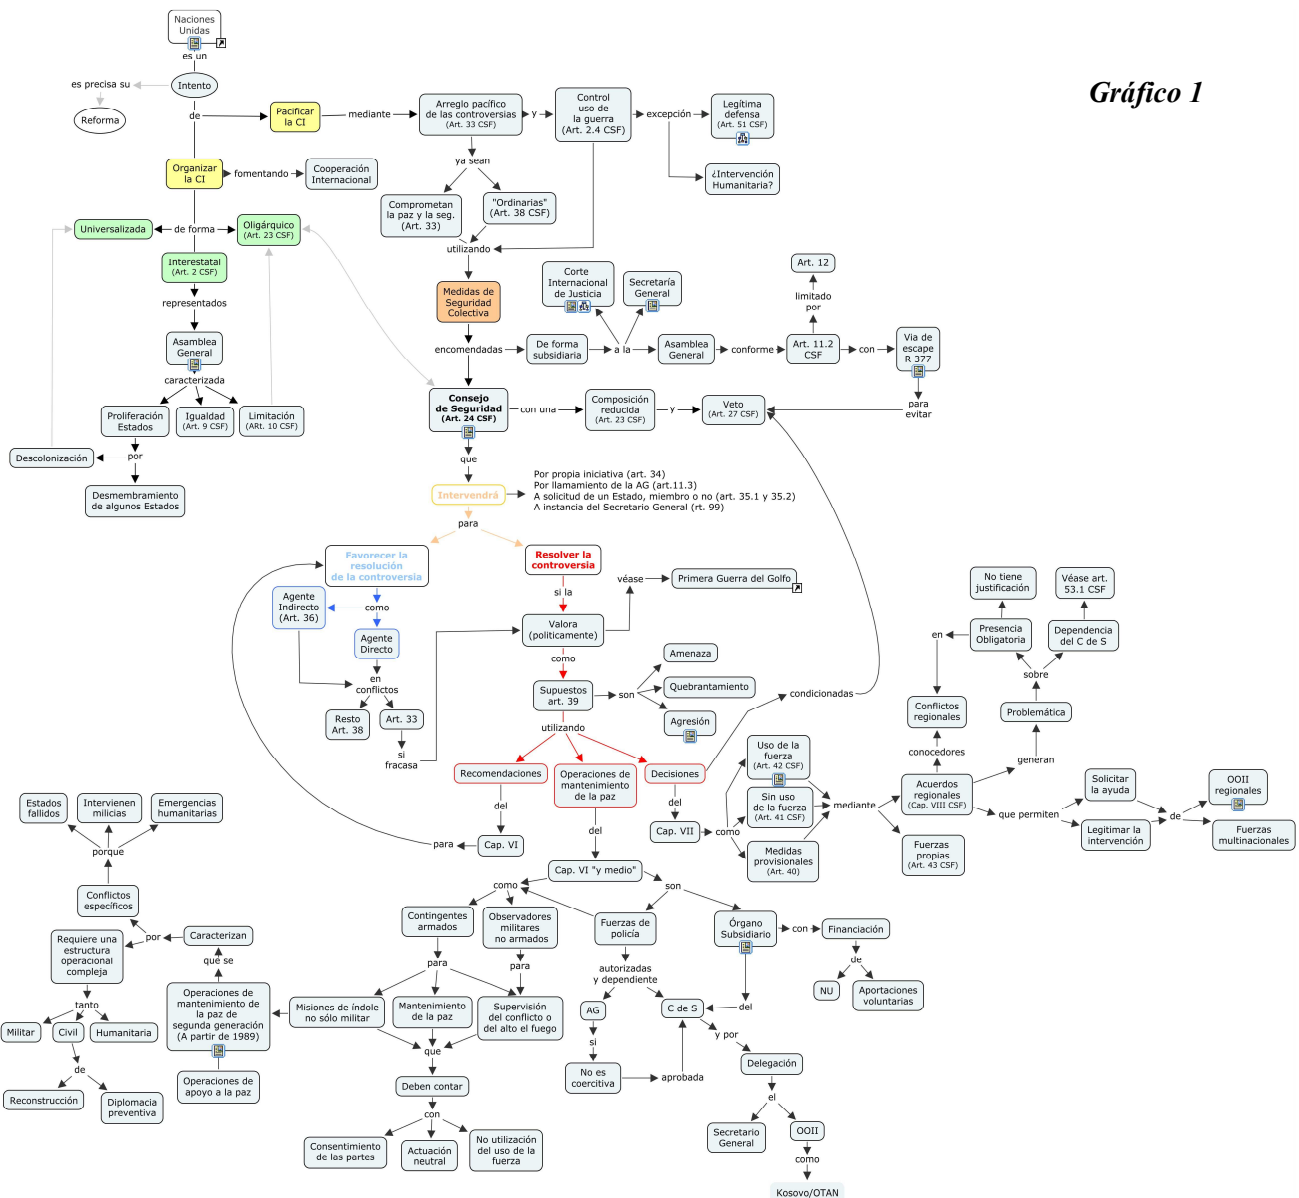 Gráfico 1
Naciones
Unidas
es un
Intento
es precisa su
Reforma
de
Pacificar
la CI
mediante
Arreglo pacífico
de las controversias
(Art. 33 CSF)
y
Control
uso de
la guerra
(Art. 2.4 CSF)
excepción
Legítima
defensa
(Art. 51 CSF)
¿Intervención
Humanitaria?
ya sean
Comprometan
la paz y la seg.
(Art. 33)
"Ordinarias"
(Art. 38 CSF)
utilizando
Organizar
la CI
fomentando
Cooperación
Internacional
Universalizada
de forma
Oligárquico
(Art. 23 CSF)
Interestatal
(Art. 2 CSF)
representados
Asamblea
General
caracterizada
Proliferación
Estados
Igualdad
(Art. 9 CSF)
Limitación
(ARt. 10 CSF)
Descolonización
por
Desmembramiento
de algunos Estados
Medidas de
Seguridad
Colectiva
encomendadas
De forma
subsidiaria
a la
Corte
Internacional
de Justicia
Secretaría
General
Asamblea
General
conforme
Art. 11.2
CSF
limitado
por
Art. 12
con
Via de
escape
R 377
para
evitar
Consejo
de Seguridad
(Art. 24 CSF)
con una
Composición
reducida
(Art. 23 CSF)
y
Veto
(Art. 27 CSF)
que
Intervendrá
Por propia iniciativa (art. 34)
Por llamamiento de la AG (art.11.3)
A solicitud de un Estado, miembro o no (art. 35.1 y 35.2)
A instancia del Secretario General (rt. 99)
para
Favorecer la
resolución
de la controversia
Resolver la
controversia
Agente
Indirecto
(Art. 36)
como
Agente
Directo
en
conflictos
Resto
Art. 38
Art. 33
si
fracasa
si la
Valora
(politicamente)
véase
Primera Guerra del Golfo
como
Supuestos
art. 39
son
Amenaza
Quebrantamiento
Agresión
utilizando
Recomendaciones
Operaciones de
mantenimiento
de la paz
Decisiones
condicionadas
del
Cap. VI
para
del
Cap. VI "y medio"
del
Cap. VII
como
Uso de la
fuerza
(Art. 42 CSF)
Sin uso
de la fuerza
(Art. 41 CSF)
Medidas
provisionales
(Art. 40)
mediante
Acuerdos
regionales
(Cap. VIII CSF)
Fuerzas
propias
(Art. 43 CSF)
conocedores
Conflictos
regionales
en
No tiene
justificación
Presencia
Obligatoria
Véase art.
53.1 CSF
Dependencia
del C de S
sobre
Problemática
generan
que permiten
Solicitar
la ayuda
Legitimar la
intervención
de
OOII
regionales
Fuerzas
multinacionales
como
Contingentes
armados
Observadores
militares
no armados
son
Fuerzas de
policía
Órgano
Subsidiario
con
Financiación
de
NU
Aportaciones
voluntarias
para
para
Misiones de índole
no sólo militar
Mantenimiento
de la paz
Supervisión
del conflicto o
del alto el fuego
que
Deben contar
con
Consentimiento
de las partes
Actuación
neutral
No utilización
del uso de la
fuerza
autorizadas
y dependiente
AG
C de S
del
si
No es
coercitiva
aprobada
y por
Delegación
el
Secretario
General
OOII
como
Kosovo/OTAN
Estados
fallidos
Intervienen
milicias
Emergencias
humanitarias
porque
Conflictos
específicos
Requiere una
estructura
operacional
compleja
por
Caracterizan
que se
Operaciones de
mantenimiento de
la paz de
segunda generación
(A partir de 1989)
Operaciones de
apoyo a la paz
tanto
Militar
Civil
Humanitaria
de
Reconstrucción
Diplomacia
preventiva